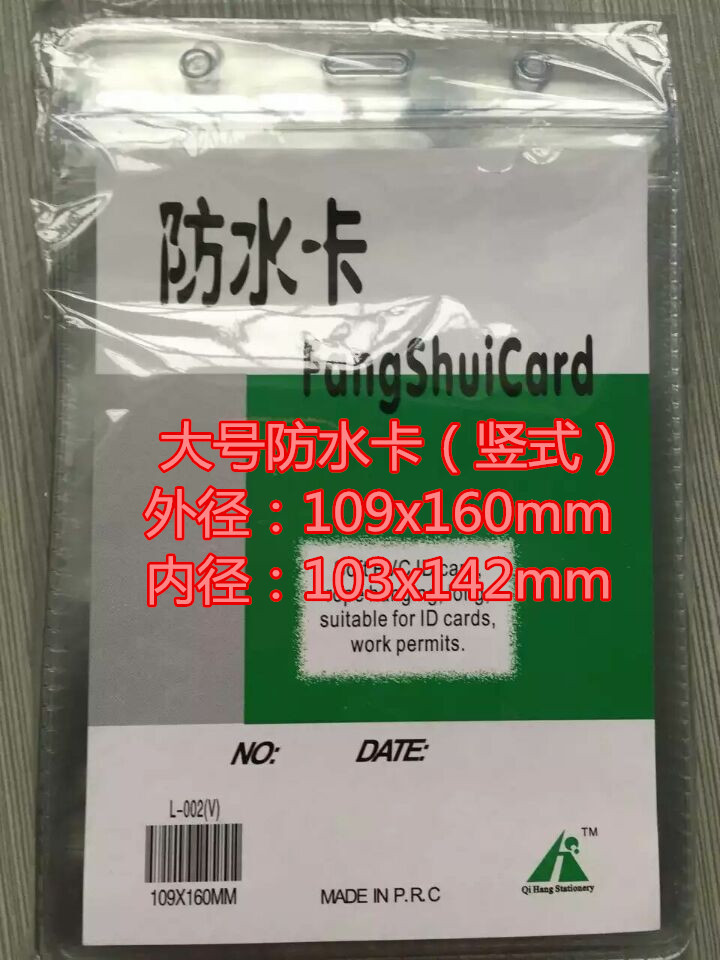 防水卡
FangShuiCard
大号防水卡（竖式）
外径：109x160mm
内径：103x142mm
suitable for ID cards,
work permits.
NO: DATE:
L-002(V)
109X160MM
MADE IN P.R.C
TM
Qi Hang Stationery